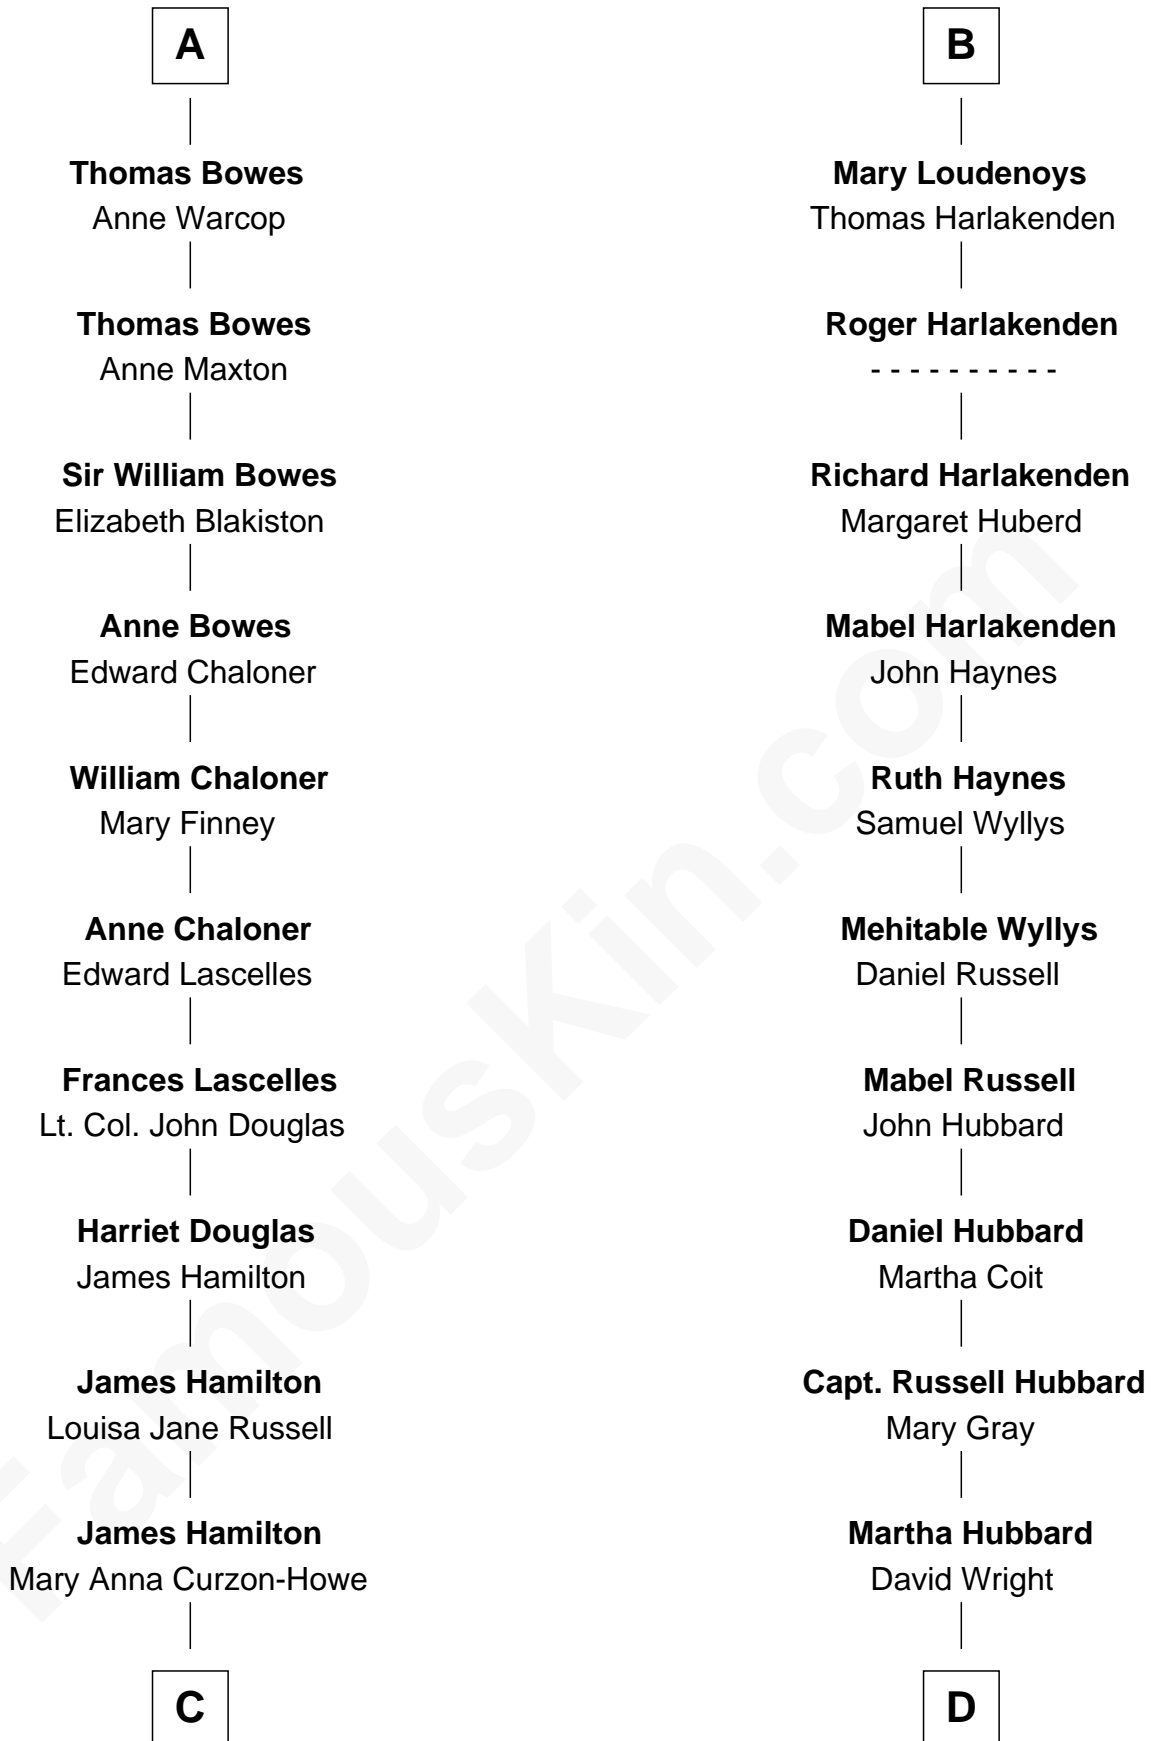 A
Thomas Bowes
Anne Warcop
Thomas Bowes
Anne Maxton
Sir William Bowes
Elizabeth Blakiston
Anne Bowes
Edward Chaloner
William Chaloner
Mary Finney
Anne Chaloner
Edward Lascelles
Frances Lascelles
Lt. Col. John Douglas
Harriet Douglas
James Hamilton
James Hamilton
Louisa Jane Russell
James Hamilton
Mary Anna Curzon-Howe
C
B
Mary Loudenoys
Thomas Harlakenden
Roger Harlakenden
- - - - - - - - - -
Richard Harlakenden
Margaret Huberd
Mabel Harlakenden
John Haynes
Ruth Haynes
Samuel Wyllys
Mehitable Wyllys
Daniel Russell
Mabel Russell
John Hubbard
Daniel Hubbard
Martha Coit
Capt. Russell Hubbard
Mary Gray
Martha Hubbard
David Wright
D
FamousKin.com